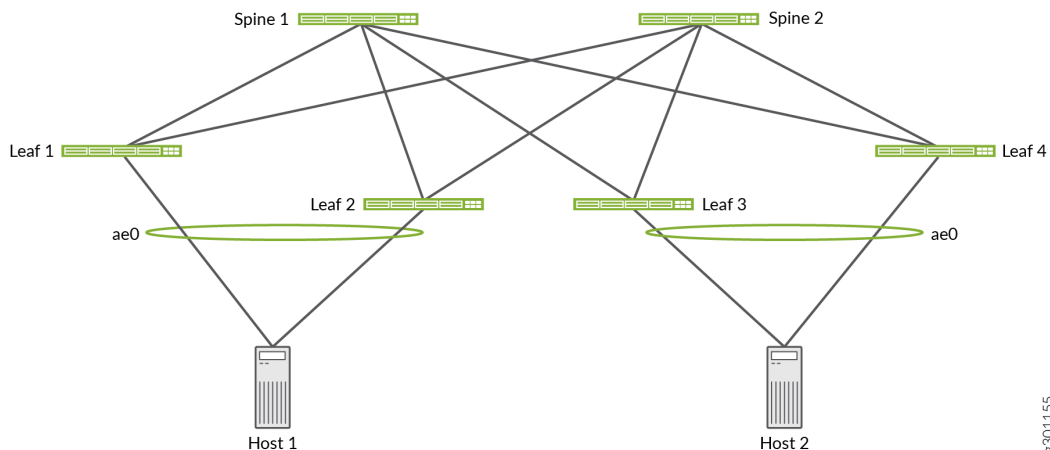 Spine 1
Spine 2
Leaf 1
Leaf 4
Leaf 2
Leaf 3
ae0
ae0
Host 1
Host 2